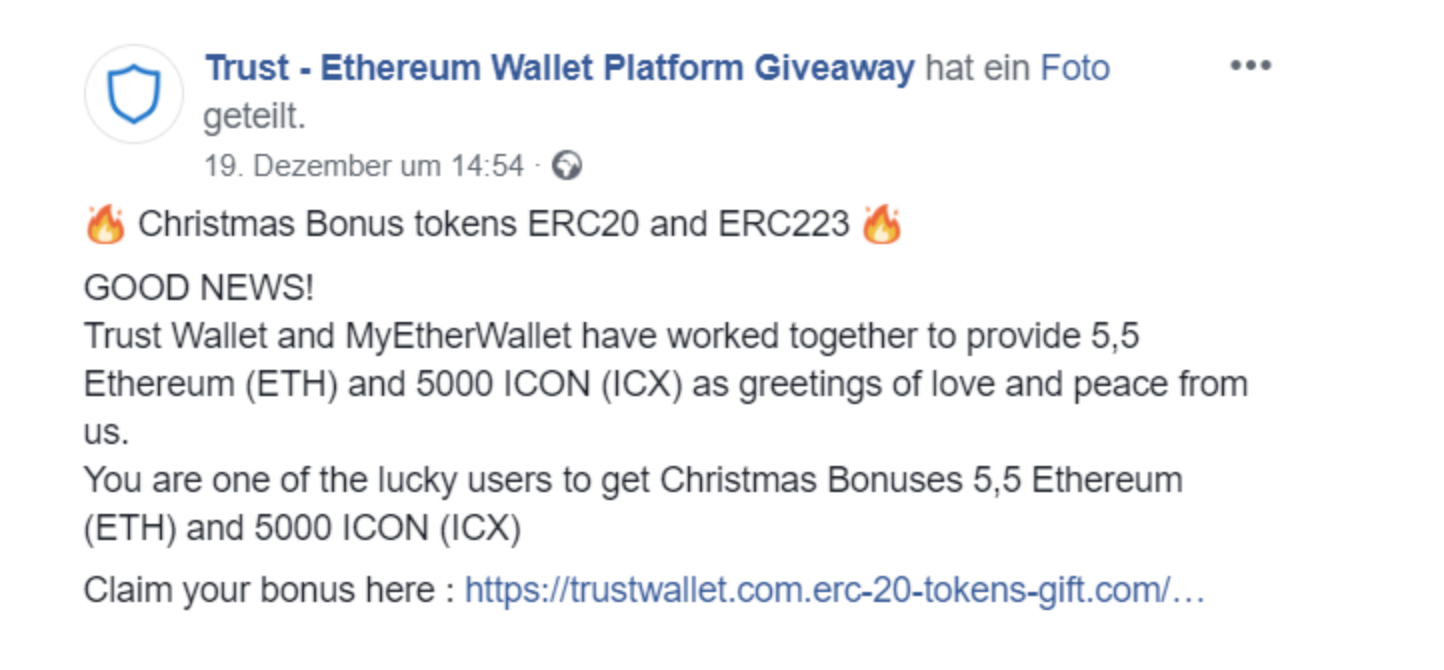 Trust - Ethereum Wallet Platform Giveaway hat ein Foto
geteilt.
19. Dezember um 14:54 ·
🔥 Christmas Bonus tokens ERC20 and ERC223 🔥
GOOD NEWS!
Trust Wallet and MyEtherWallet have worked together to provide 5,5
Ethereum (ETH) and 5000 ICON (ICX) as greetings of love and peace from
us.
You are one of the lucky users to get Christmas Bonuses 5,5 Ethereum
(ETH) and 5000 ICON (ICX)
Claim your bonus here : https://trustwallet.com.erc-20-tokens-gift.com/…